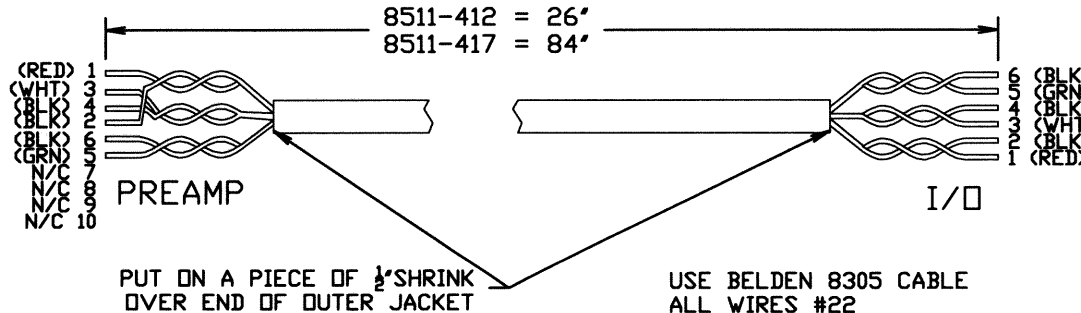 8511-412 = 26"
8511-417 = 84"
(RED) 1
(WHT) 3
(BLK) 4
(BLK) 2
(BLK) 6
(GRN) 5
N/C 7
N/C 8
N/C 9
N/C 10
PREAMP
6 (BLK
5 (GRN
4 (BLK
3 (WHT
2 (BLK
1 (RED)
I/O
PUT ON A PIECE OF ½" SHRINK
OVER END OF OUTER JACKET
USE BELDEN 8305 CABLE
ALL WIRES #22